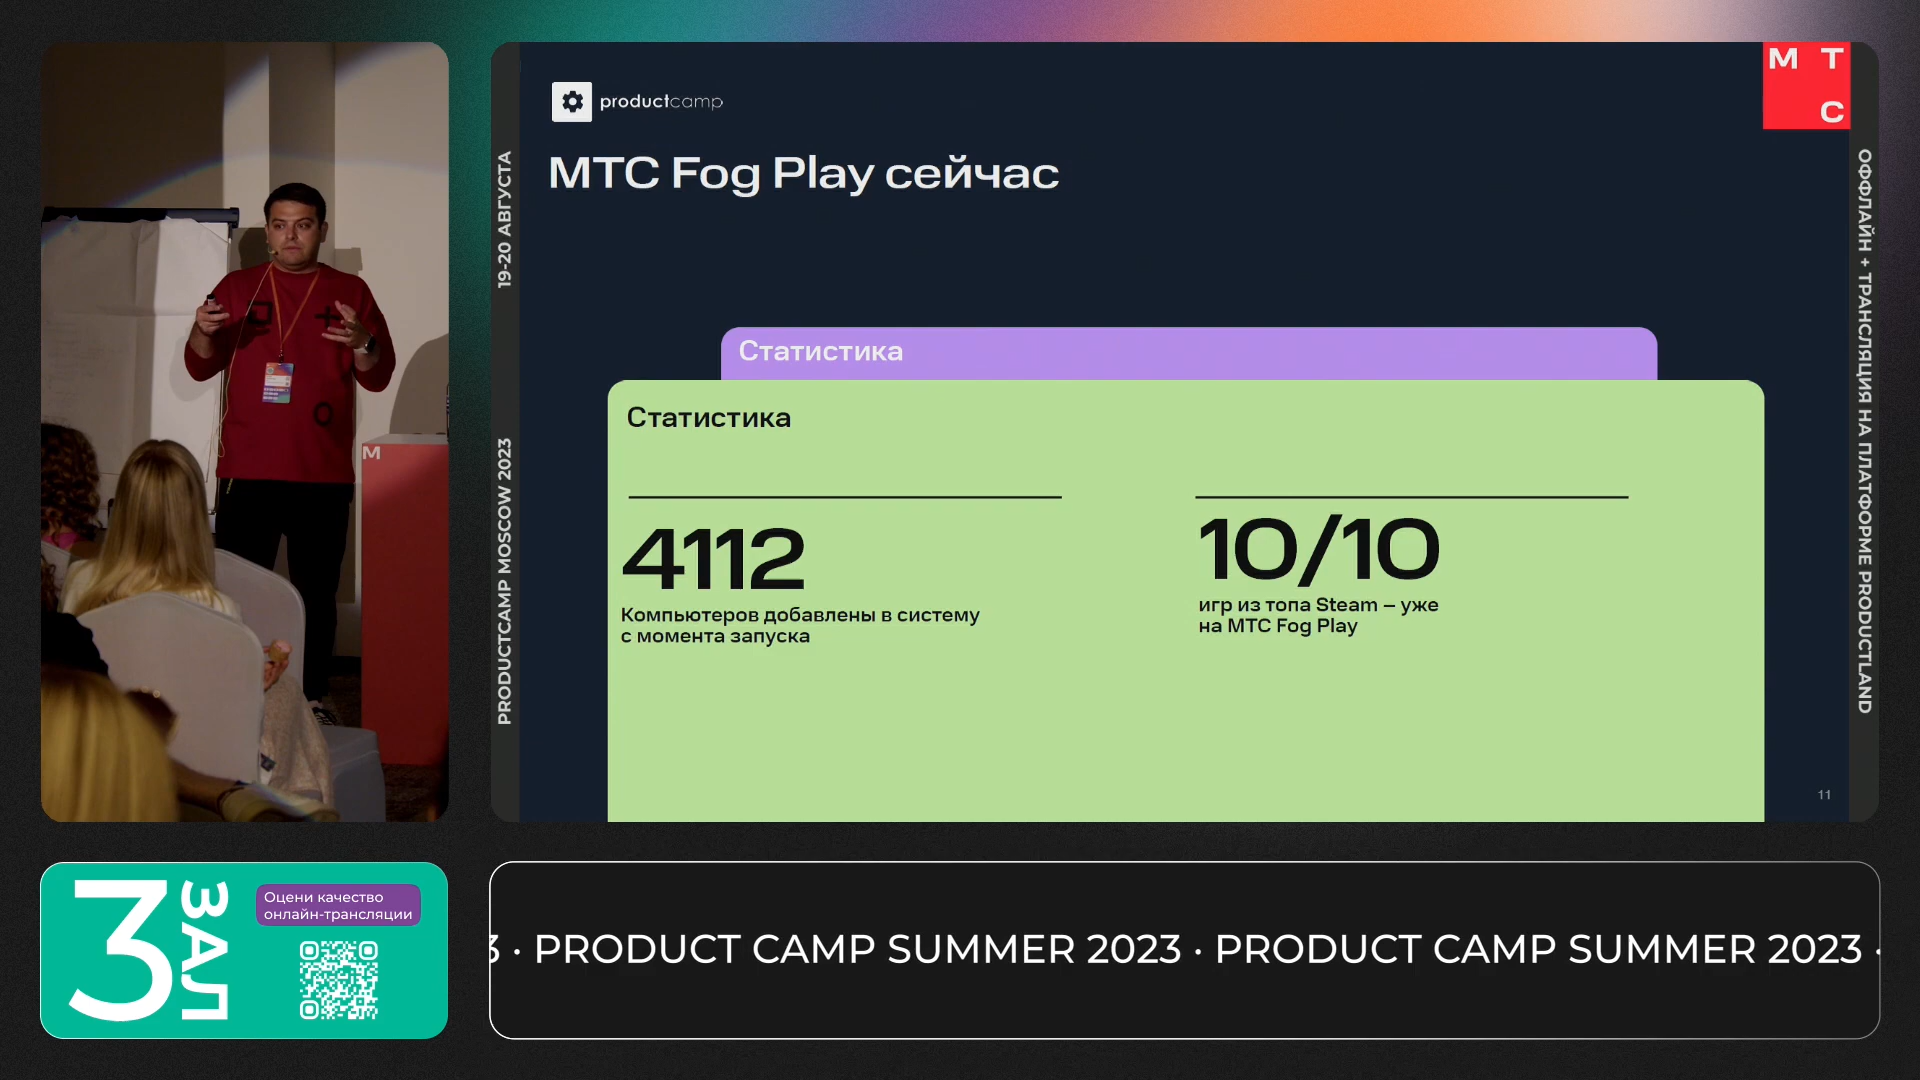 productcamp
М Т
С
МТС Fog Play сейчас
Статистика
Статистика
4112
Компьютеров добавлены в систему
с момента запуска
10/10
игр из топа Steam – уже
на МТС Fog Play
11
PRODUCTCAMP MOSCOW 2023
19-20 АВГУСТА
ОФФЛАЙН + ТРАНСЛЯЦИЯ НА ПЛАТФОРМЕ PRODUCTLAND
М
3 ЗАЛ
Оцени качество
онлайн-трансляции
3 · PRODUCT CAMP SUMMER 2023 · PRODUCT CAMP SUMMER 2023 ·